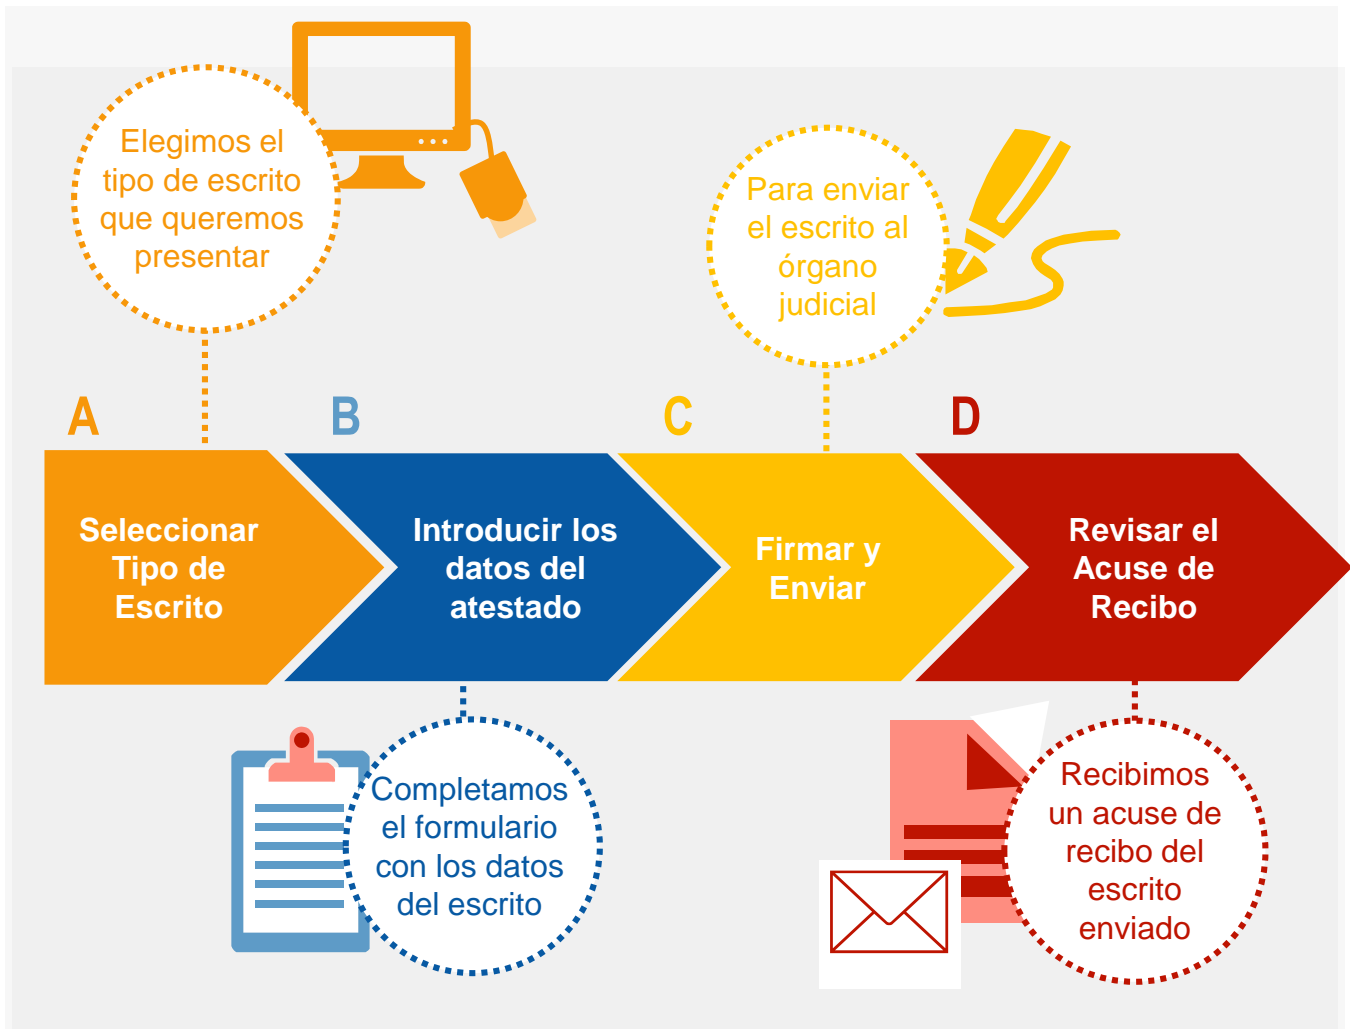 Elegimos el
tipo de escrito
que queremos
presentar
Para enviar
el escrito al
órgano
judicial
A
B
C
D
Seleccionar
Tipo de
Escrito
Introducir los
datos del
atestado
Firmar y
Enviar
Revisar el
Acuse de
Recibo
Completamos
el formulario
con los datos
del escrito
Recibimos
un acuse de
recibo del
escrito
enviado